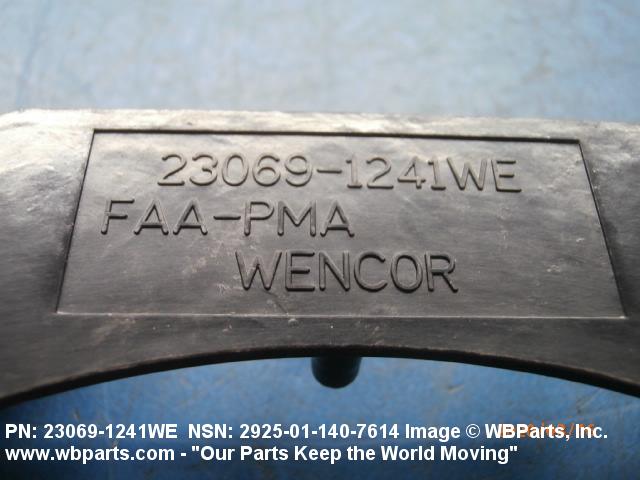 23069-1241WE
FAA-PMA
WENCOR
PN: 23069-1241WE NSN: 2925-01-140-7614 Image © WBParts, Inc.
www.wbparts.com - "Our Parts Keep the World Moving"